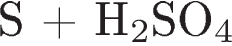 S + H₂SO₄